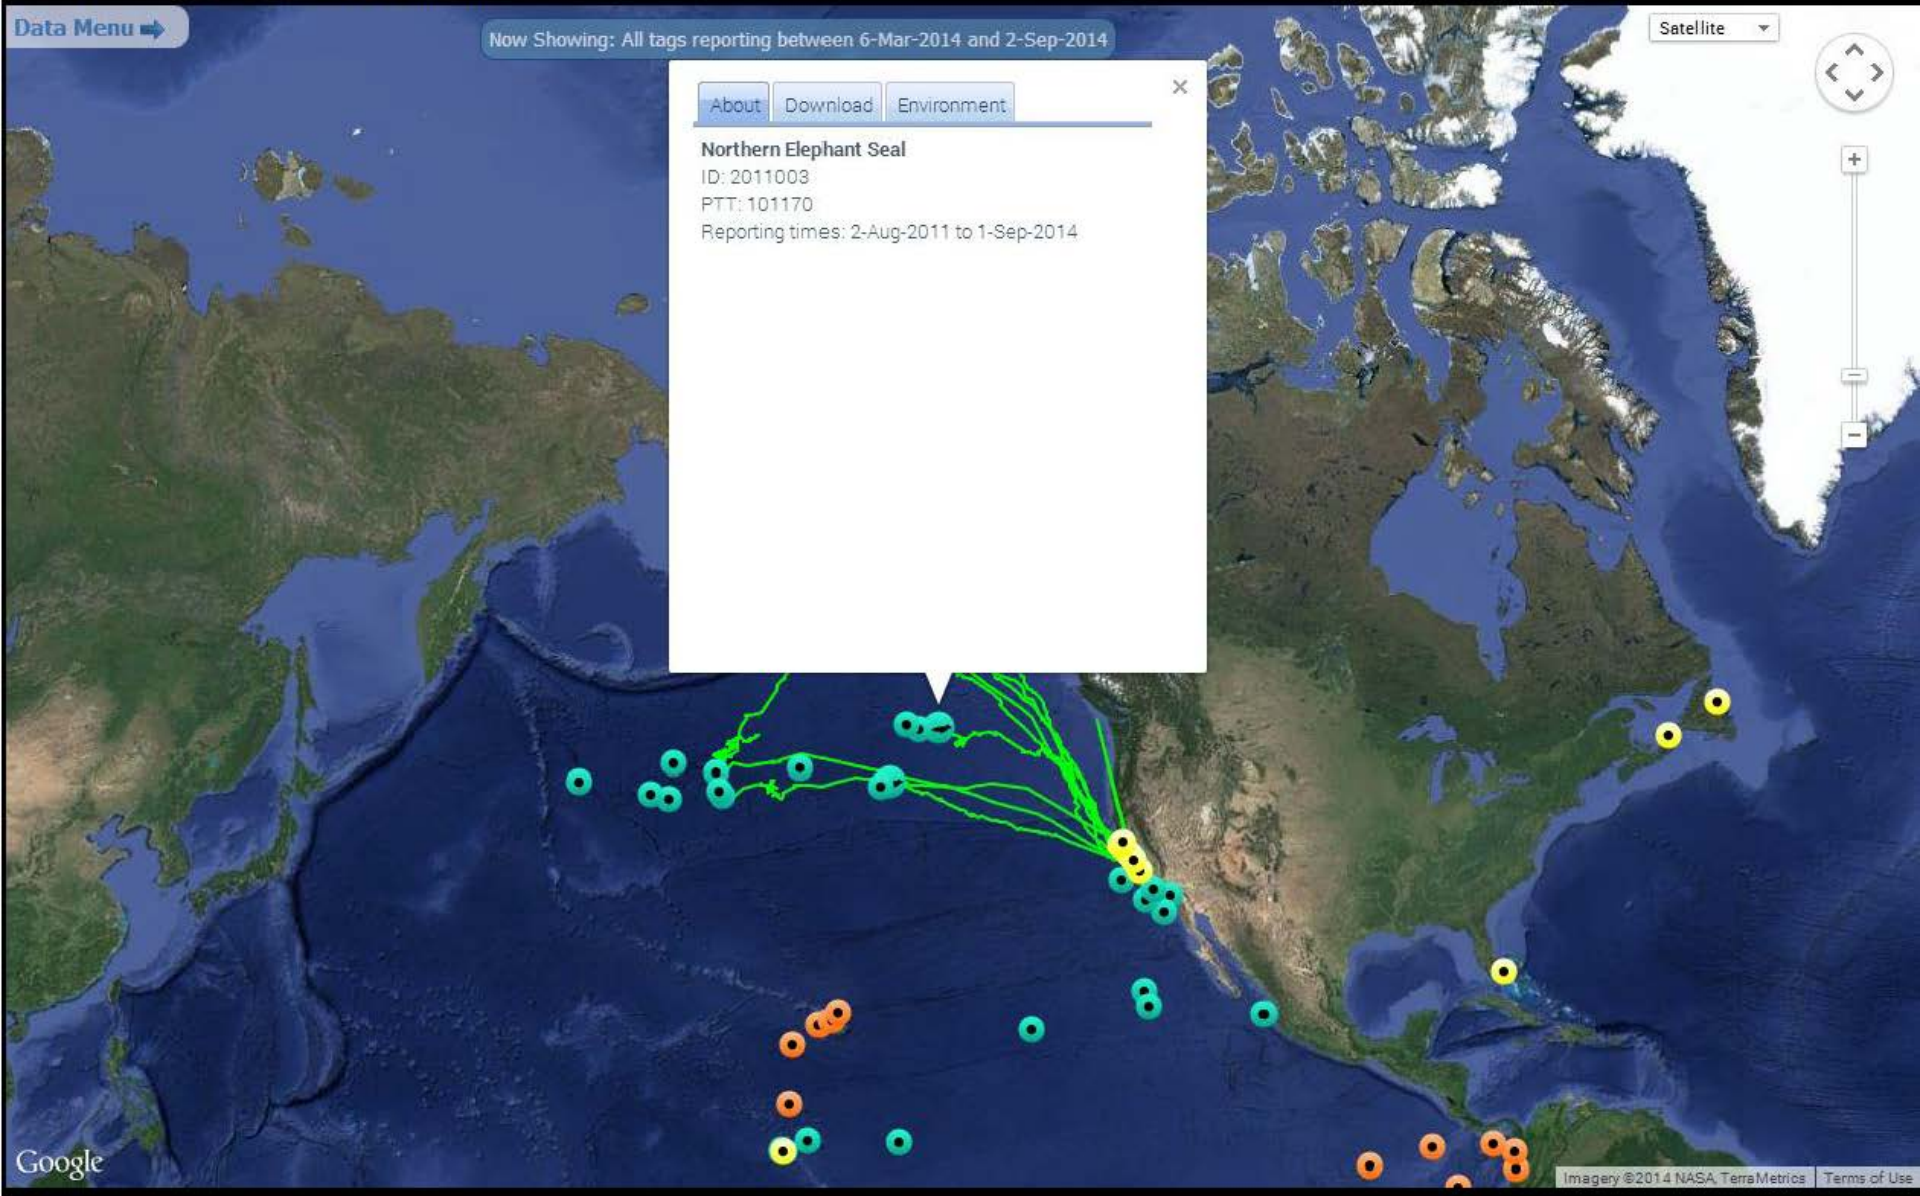 Data Menu
Now Showing: All tags reporting between 6-Mar-2014 and 2-Sep-2014
Satellite
About Download Environment
Northern Elephant Seal
ID: 2011003
PTT: 101170
Reporting times: 2-Aug-2011 to 1-Sep-2014
Google
Imagery ©2014 NASA, TerraMetrics
Terms of Use